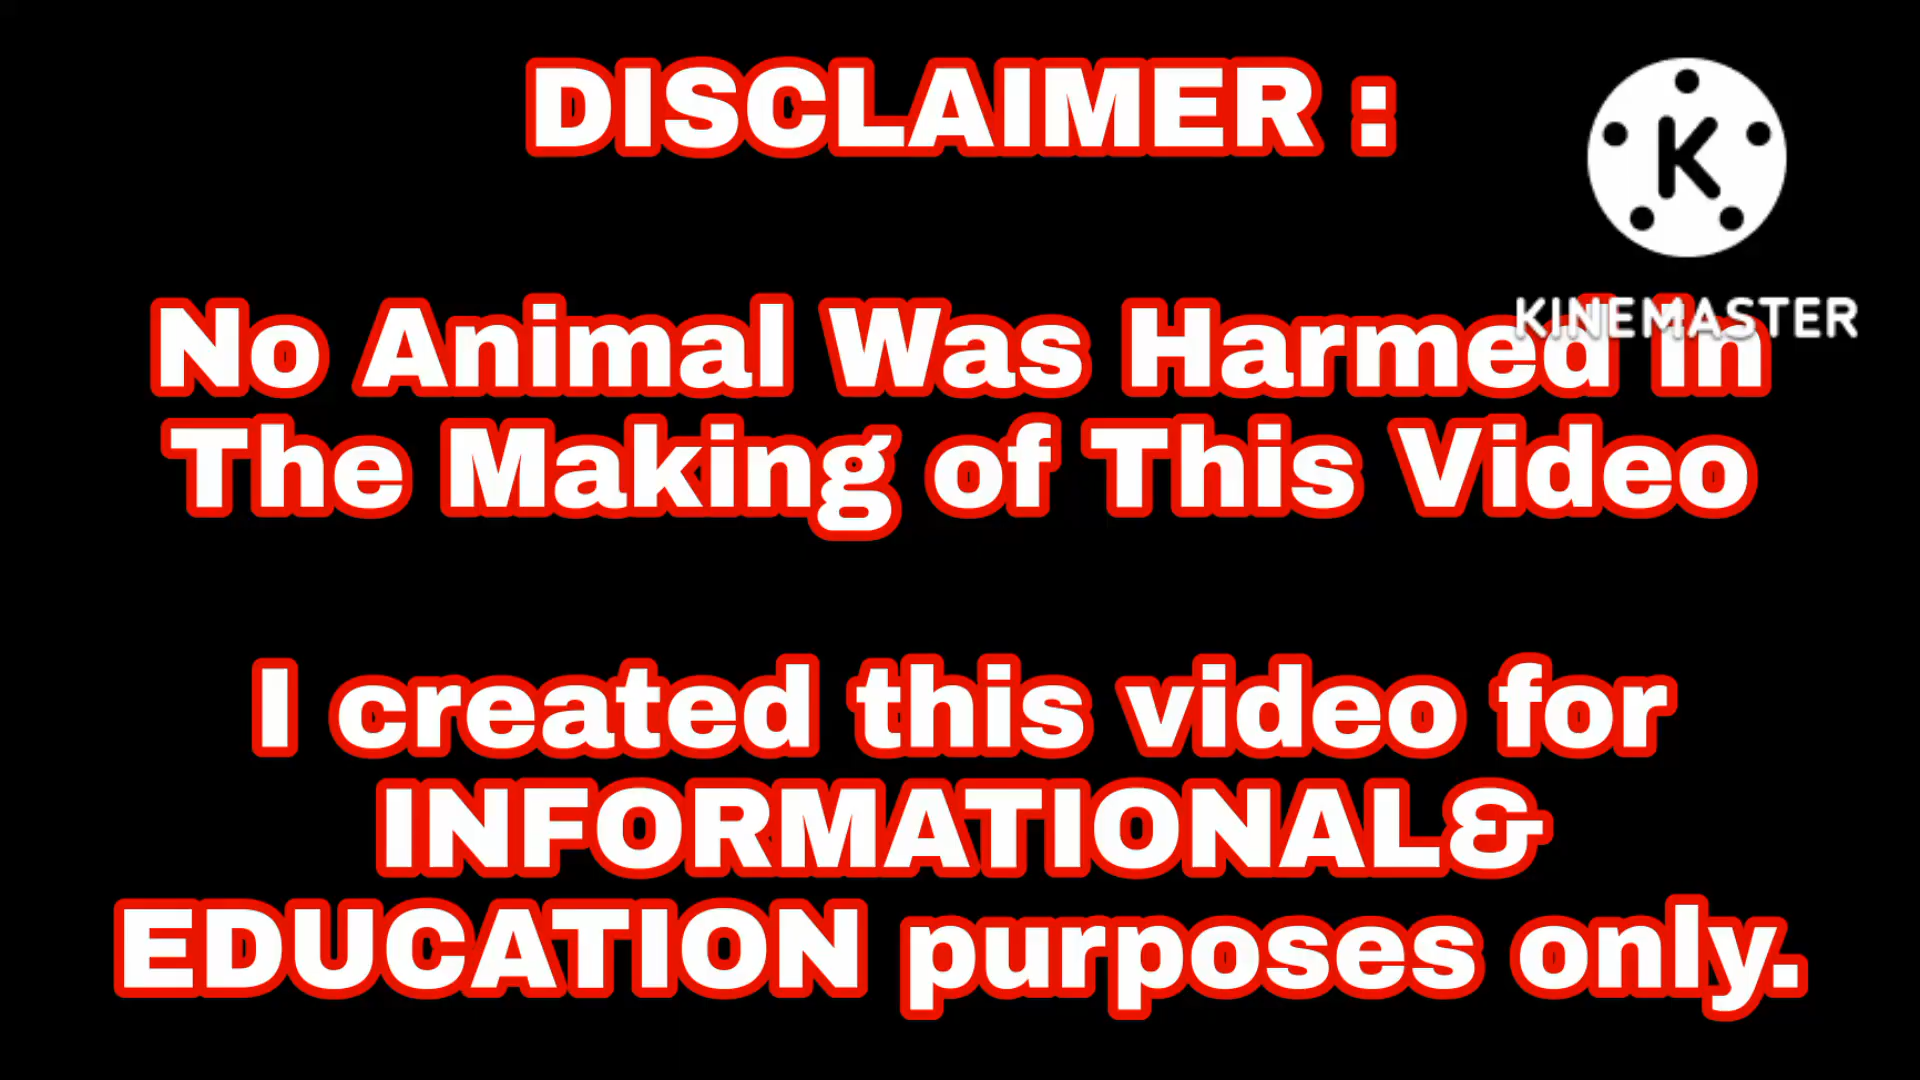 DISCLAIMER :
K
KINEMASTER
No Animal Was Harmed in
The Making of This Video
I created this video for
INFORMATIONAL&
EDUCATION purposes only.